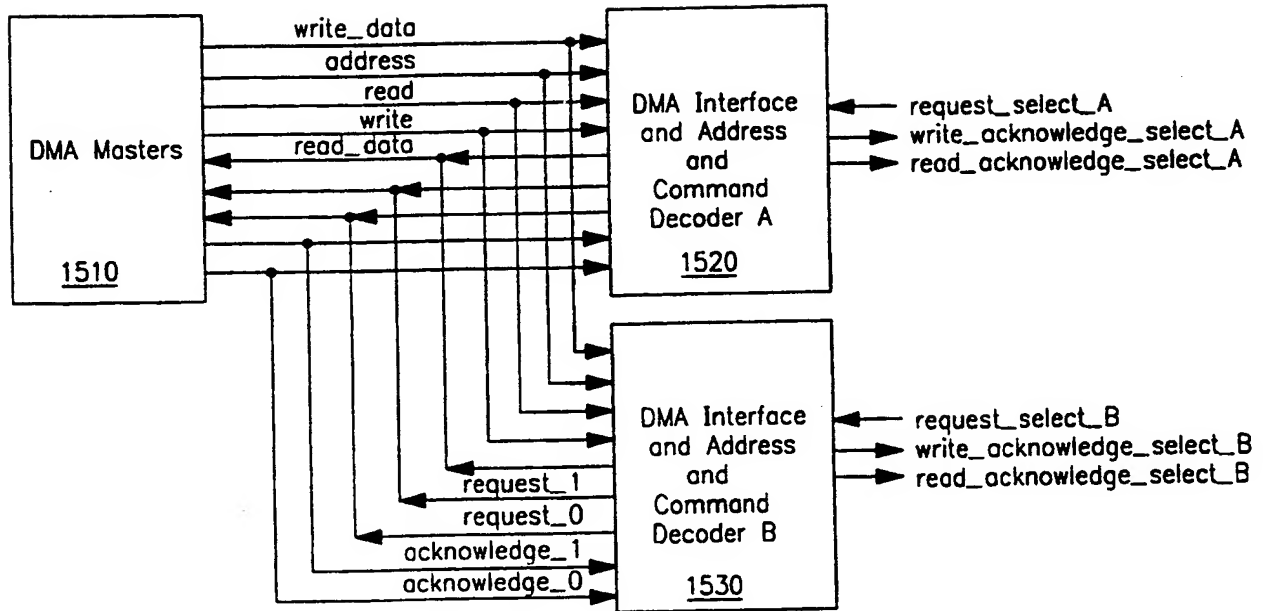 write_data
address
read
write
read_data
DMA Masters
1510
DMA Interface
and Address
and
Command
Decoder A
1520
request_select_A
write_acknowledge_select_A
read_acknowledge_select_A
DMA Interface
and Address
and
Command
Decoder B
1530
request_select_B
write_acknowledge_select_B
read_acknowledge_select_B
request_1
request_0
acknowledge_1
acknowledge_0